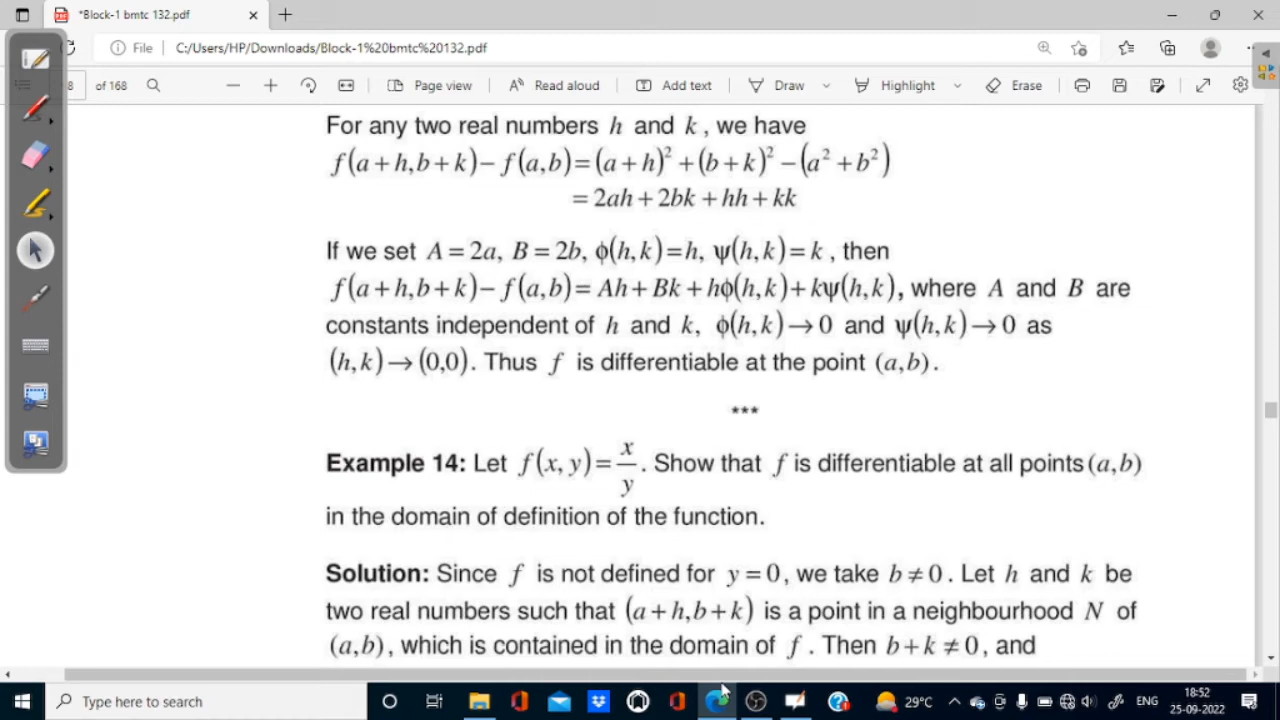 *Block-1 bmtc 132.pdf
File C:/Users/HP/Downloads/Block-1%20bmtc%20132.pdf
8 of 168 Page view Read aloud Add text Draw Highlight Erase
For any two real numbers h and k, we have
f(a+h,b+k)− f(a,b)=(a+h)²+(b+k)²−(a²+b²)
= 2ah + 2bk + hh + kk
If we set A = 2a, B = 2b, ϕ(h,k)=h, ψ(h,k)=k, then
f(a+h,b+k)− f(a,b)= Ah+Bk+hϕ(h,k)+kψ(h,k), where A and B are
constants independent of h and k, ϕ(h,k)→0 and ψ(h,k)→0 as
(h,k)→(0,0). Thus f is differentiable at the point (a,b).
***
Example 14: Let f(x,y)= x/y. Show that f is differentiable at all points (a,b)
in the domain of definition of the function.
Solution: Since f is not defined for y=0, we take b≠0. Let h and k be
two real numbers such that (a+h,b+k) is a point in a neighbourhood N of
(a,b), which is contained in the domain of f. Then b+k≠0, and
Type here to search
29°C
ENG
18:52
25-09-2022